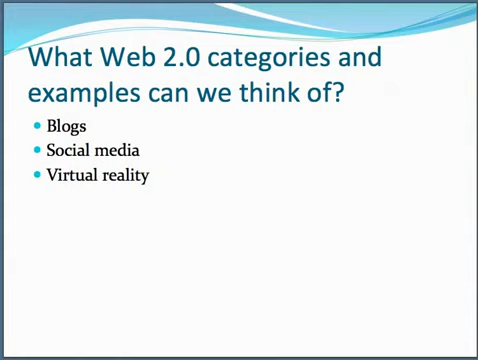 What Web 2.0 categories and
examples can we think of?
Blogs
Social media
Virtual reality